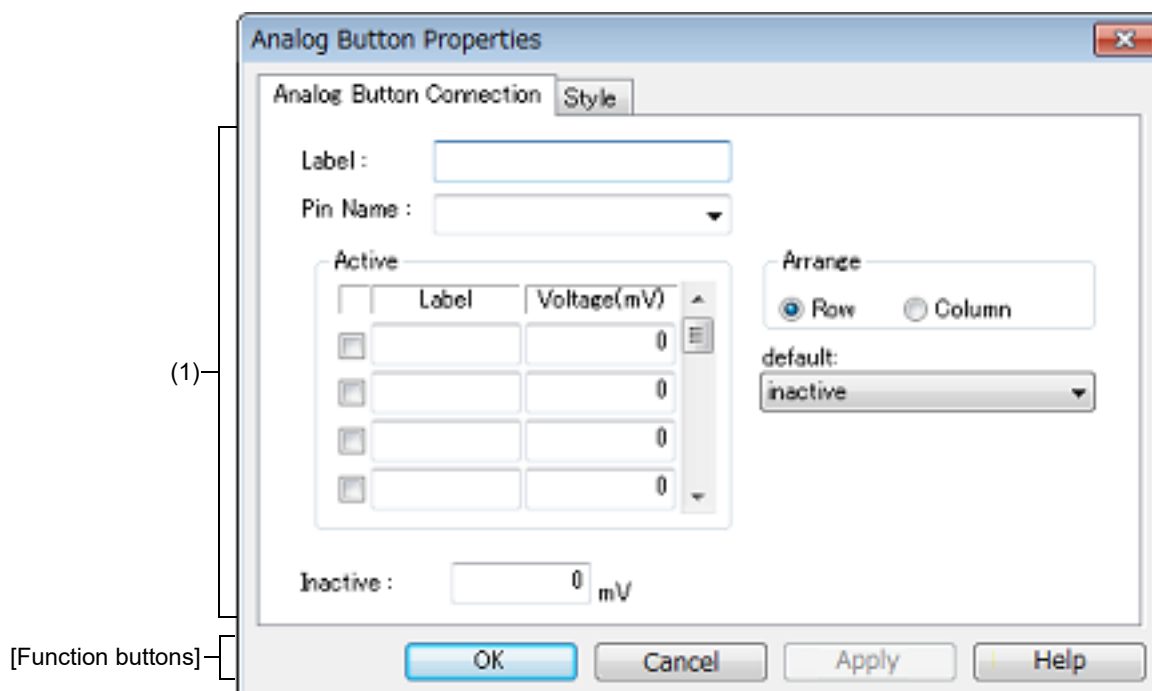 Analog Button Properties
Analog Button Connection Style
Label :
Pin Name :
Active
Label Voltage(mV)
0
0
0
0
Arrange
Row Column
default:
inactive
(1)
Inactive : 0 mV
[Function buttons]
OK Cancel Apply Help